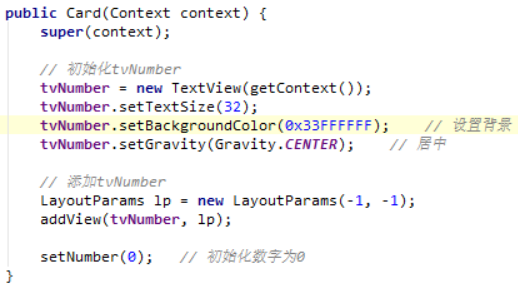 public Card(Context context) {
super(context);
// 初始化tvNumber
tvNumber = new TextView(getContext());
tvNumber.setTextSize(32);
tvNumber.setBackgroundColor(0x33FFFFFF); // 设置背景
tvNumber.setGravity(Gravity.CENTER); // 居中
// 添加tvNumber
LayoutParams lp = new LayoutParams(-1, -1);
addView(tvNumber, lp);
setNumber(0); // 初始化数字为0
}